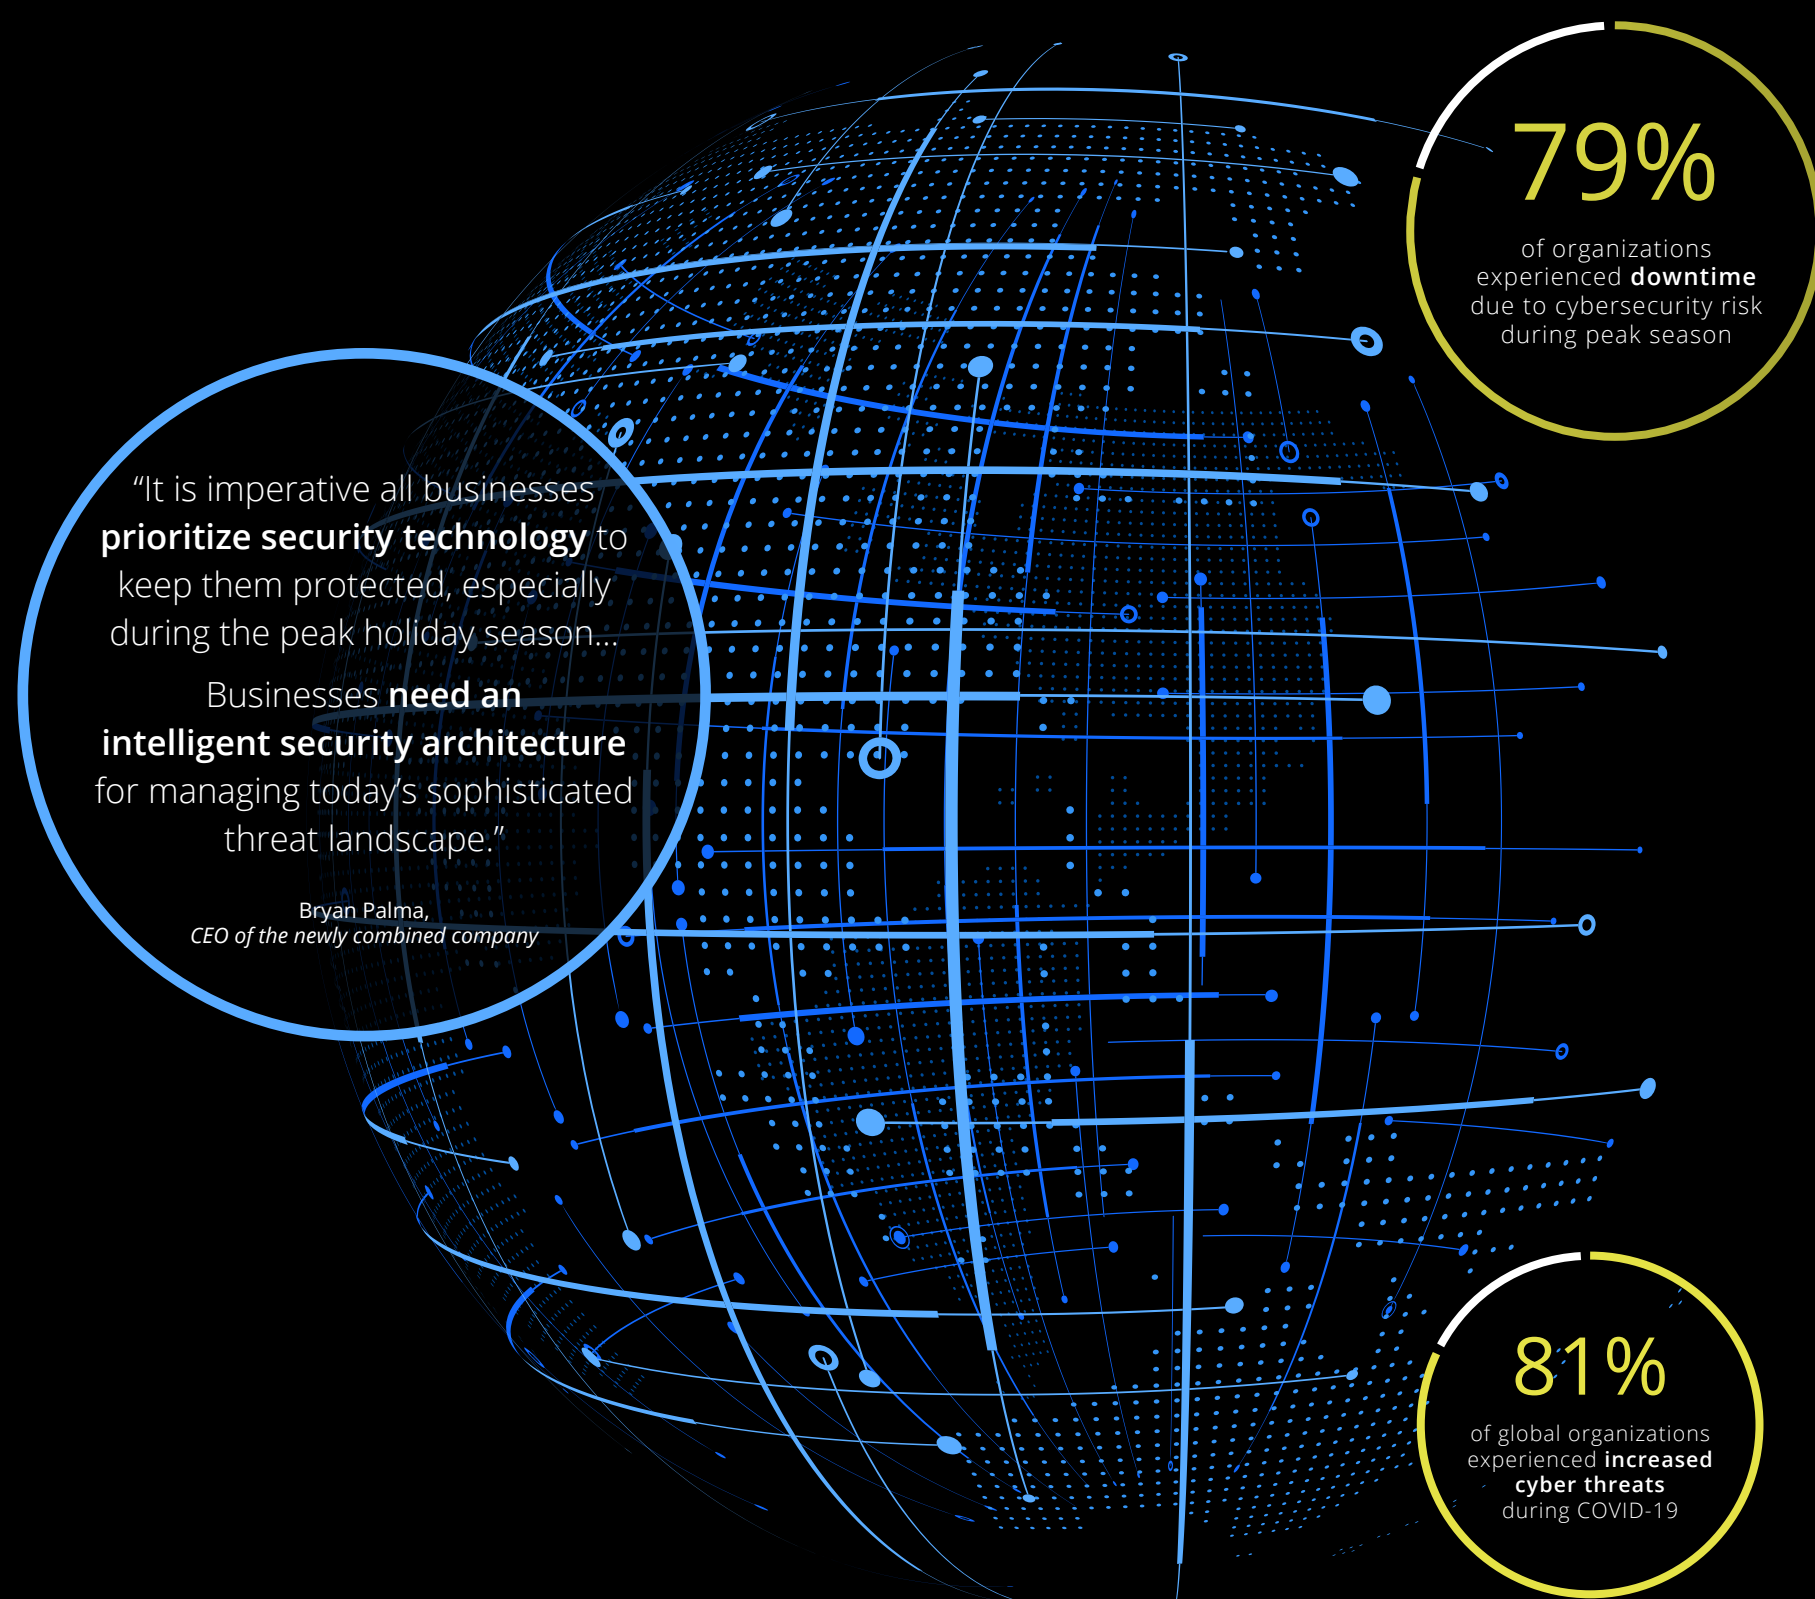 “It is imperative all businesses
prioritize security technology to
keep them protected, especially
during the peak holiday season...
Businesses need an
intelligent security architecture
for managing today’s sophisticated
threat landscape.”
Bryan Palma,
CEO of the newly combined company
79%
of organizations
experienced downtime
due to cybersecurity risk
during peak season
81%
of global organizations
experienced increased
cyber threats
during COVID-19